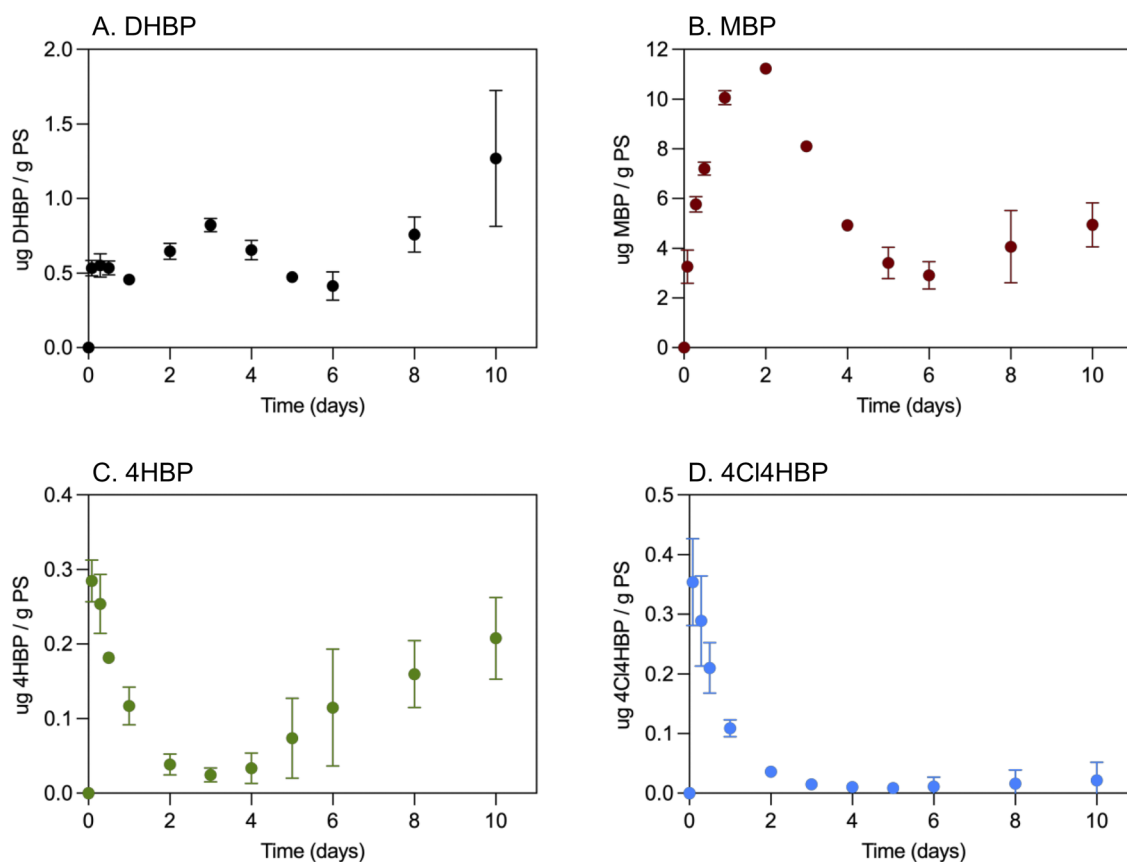 A. DHBP
2.0
1.5
1.0
0.5
0.0
ug DHBP / g PS
0 2 4 6 8 10
Time (days)
B. MBP
12
10
8
6
4
2
0
ug MBP / g PS
0 2 4 6 8 10
Time (days)
C. 4HBP
0.4
0.3
0.2
0.1
0.0
ug 4HBP / g PS
0 2 4 6 8 10
Time (days)
D. 4Cl4HBP
0.5
0.4
0.3
0.2
0.1
0.0
ug 4Cl4HBP / g PS
0 2 4 6 8 10
Time (days)